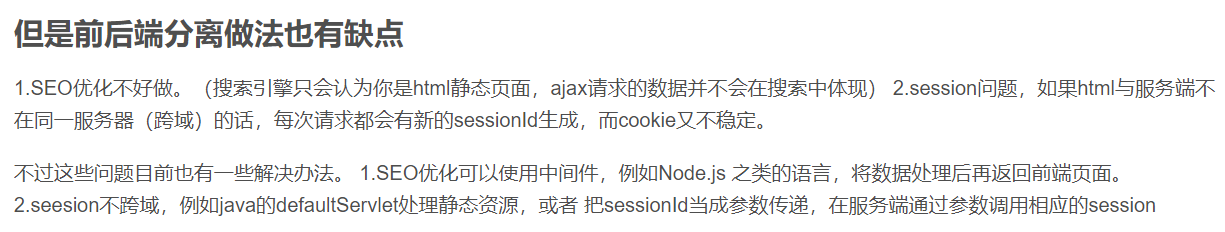 但是前后端分离做法也有缺点
1.SEO优化不好做。（搜索引擎只会认为你是html静态页面，ajax请求的数据并不会在搜索中体现） 2.session问题，如果html与服务端不
在同一服务器（跨域）的话，每次请求都会有新的sessionId生成，而cookie又不稳定。
不过这些问题目前也有一些解决办法。 1.SEO优化可以使用中间件，例如Node.js 之类的语言，将数据处理后再返回前端页面。
2.seesion不跨域，例如java的defaultServlet处理静态资源，或者 把sessionId当成参数传递，在服务端通过参数调用相应的session